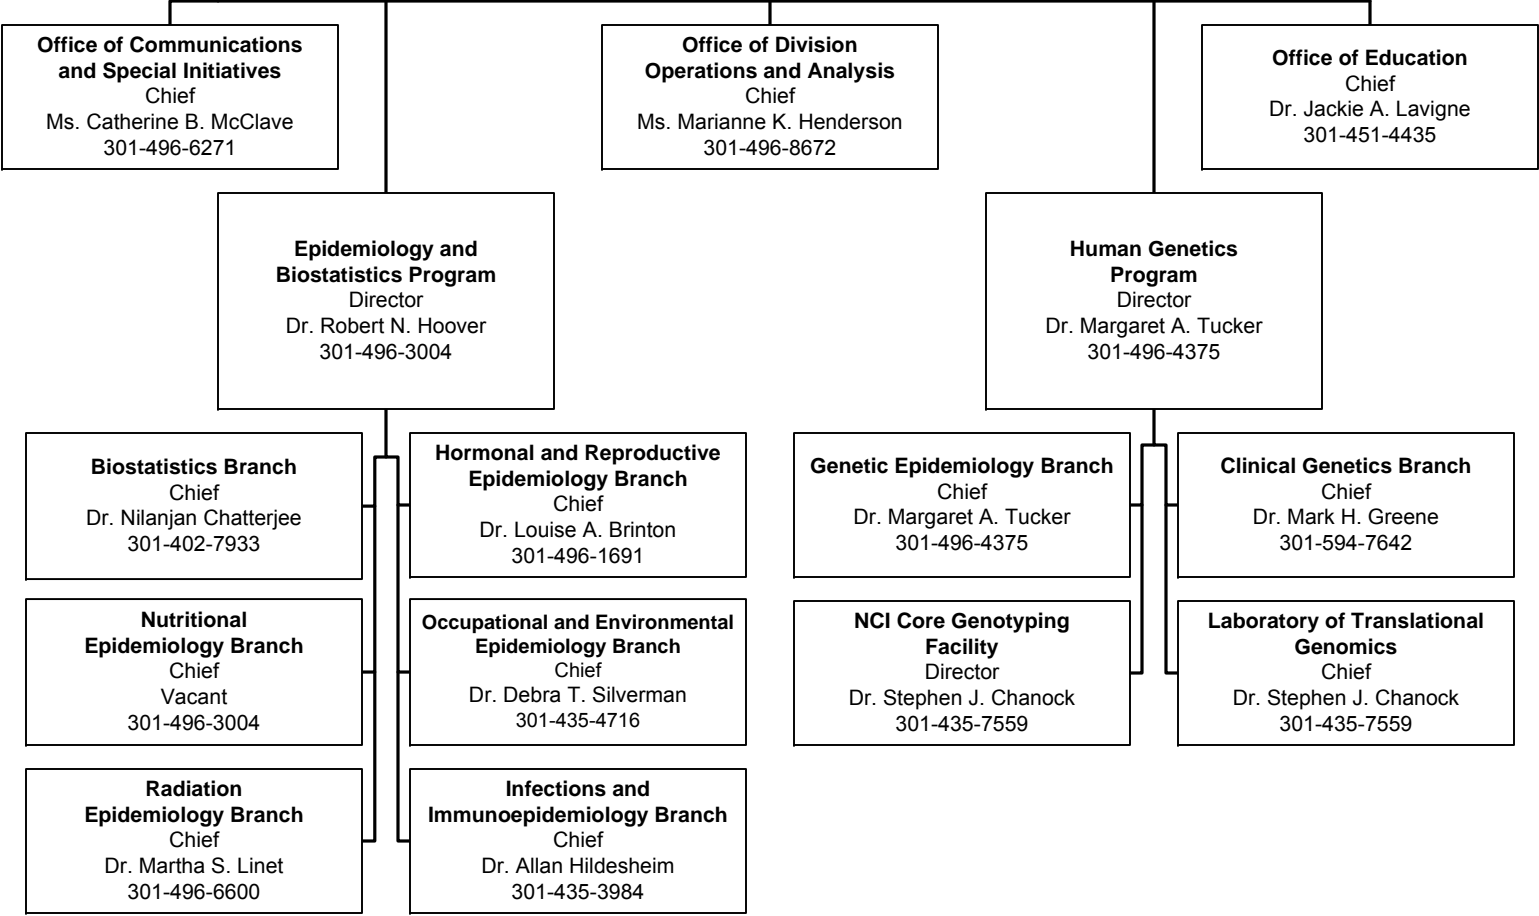 Office of Communications
and Special Initiatives
Chief
Ms. Catherine B. McClave
301-496-6271
Office of Division
Operations and Analysis
Chief
Ms. Marianne K. Henderson
301-496-8672
Office of Education
Chief
Dr. Jackie A. Lavigne
301-451-4435
Epidemiology and
Biostatistics Program
Director
Dr. Robert N. Hoover
301-496-3004
Human Genetics
Program
Director
Dr. Margaret A. Tucker
301-496-4375
Biostatistics Branch
Chief
Dr. Nilanjan Chatterjee
301-402-7933
Hormonal and Reproductive
Epidemiology Branch
Chief
Dr. Louise A. Brinton
301-496-1691
Genetic Epidemiology Branch
Chief
Dr. Margaret A. Tucker
301-496-4375
Clinical Genetics Branch
Chief
Dr. Mark H. Greene
301-594-7642
Nutritional
Epidemiology Branch
Chief
Vacant
301-496-3004
Occupational and Environmental
Epidemiology Branch
Chief
Dr. Debra T. Silverman
301-435-4716
NCI Core Genotyping
Facility
Director
Dr. Stephen J. Chanock
301-435-7559
Laboratory of Translational
Genomics
Chief
Dr. Stephen J. Chanock
301-435-7559
Radiation
Epidemiology Branch
Chief
Dr. Martha S. Linet
301-496-6600
Infections and
Immunoepidemiology Branch
Chief
Dr. Allan Hildesheim
301-435-3984